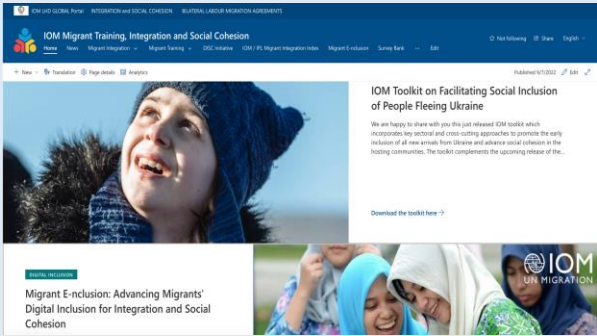 IOM LHD GLOBAL Portal INTEGRATION and SOCIAL COHESION BILATERAL LABOUR MIGRATION AGREEMENTS
IOM Migrant Training, Integration and Social Cohesion
Home News Migrant Integration Migrant Training DISC Initiative IOM / IPL Migrant Integration Index Migrant E-nclusion Survey Bank ... Edit
Not following Share English
+ New Translation Page details Analytics
Published 9/7/2022 Edit
IOM Toolkit on Facilitating Social Inclusion
of People Fleeing Ukraine
We are happy to share with you this just released IOM toolkit which
incorporates key sectoral and cross-cutting approaches to promote the early
inclusion of all new arrivals from Ukraine and advance social cohesion in the
hosting communities. The toolkit complements the upcoming release of the...
Download the toolkit here →
DIGITAL INCLUSION
Migrant E-nclusion: Advancing Migrants'
Digital Inclusion for Integration and Social
Cohesion
IOM
UN MIGRATION